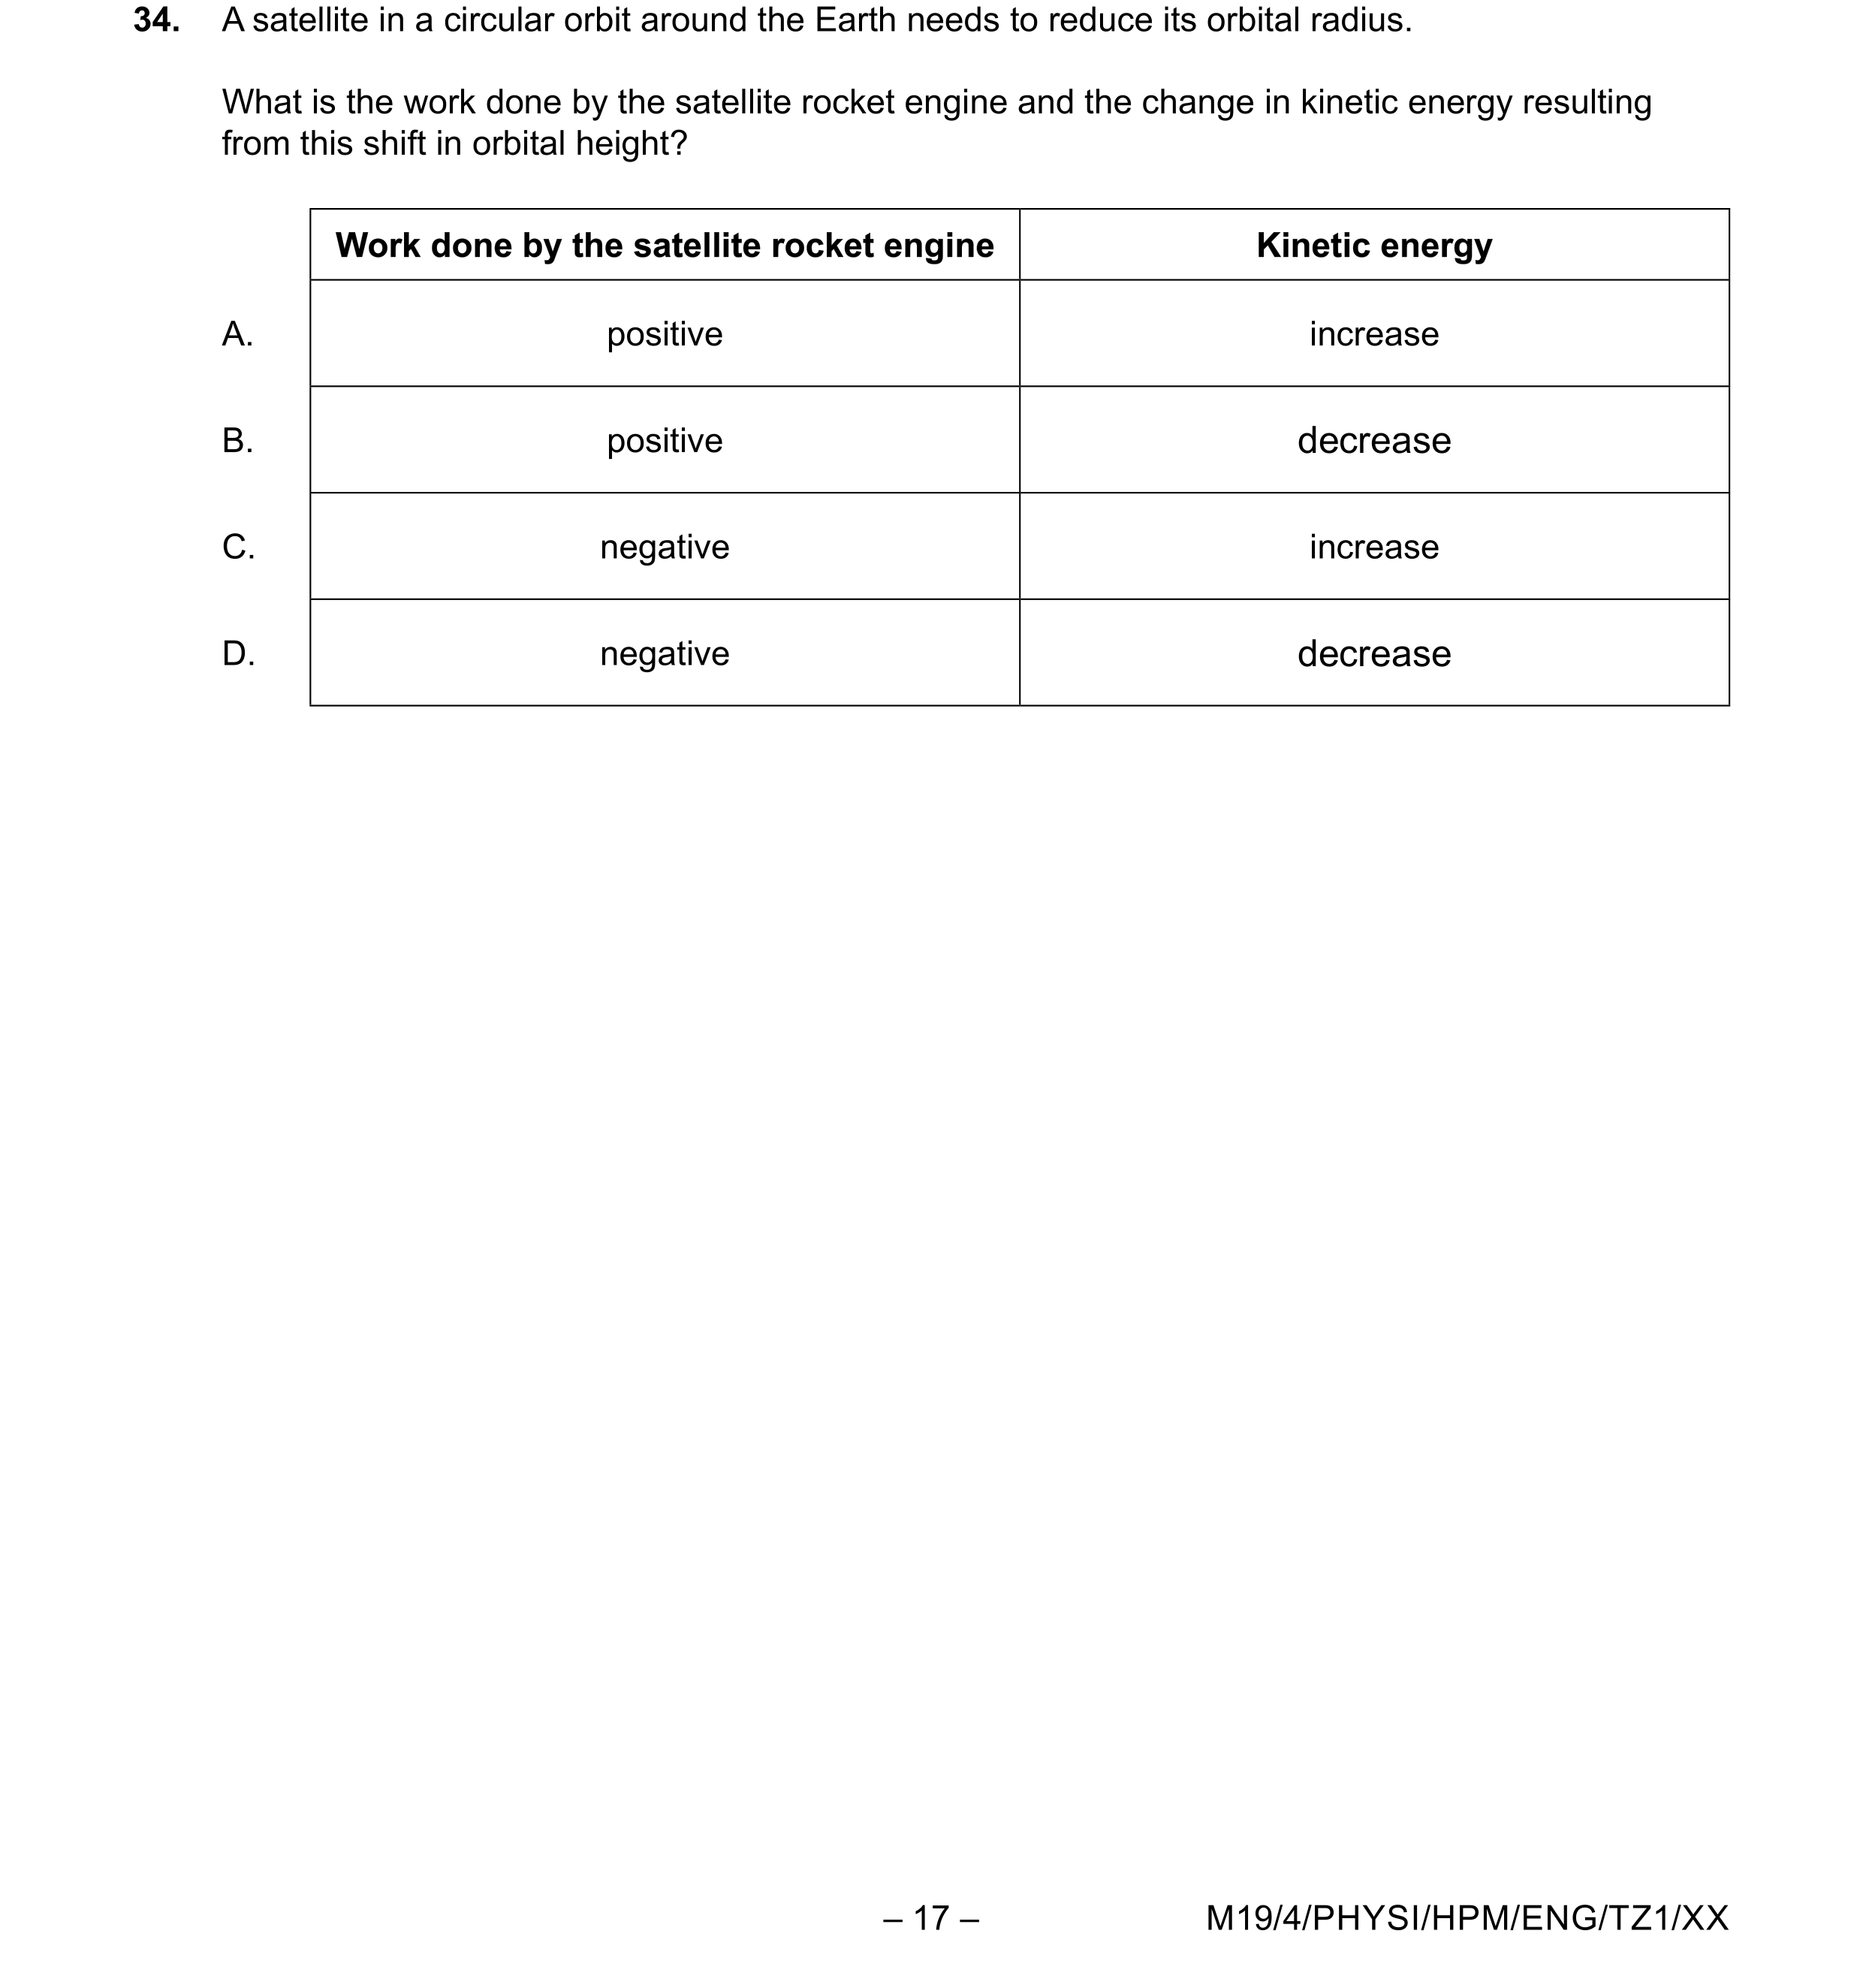 34. A satellite in a circular orbit around the Earth needs to reduce its orbital radius.
What is the work done by the satellite rocket engine and the change in kinetic energy resulting
from this shift in orbital height?
Work done by the satellite rocket engine Kinetic energy
A. positive increase
B. positive decrease
C. negative increase
D. negative decrease
– 17 – M19/4/PHYSI/HPM/ENG/TZ1/XX